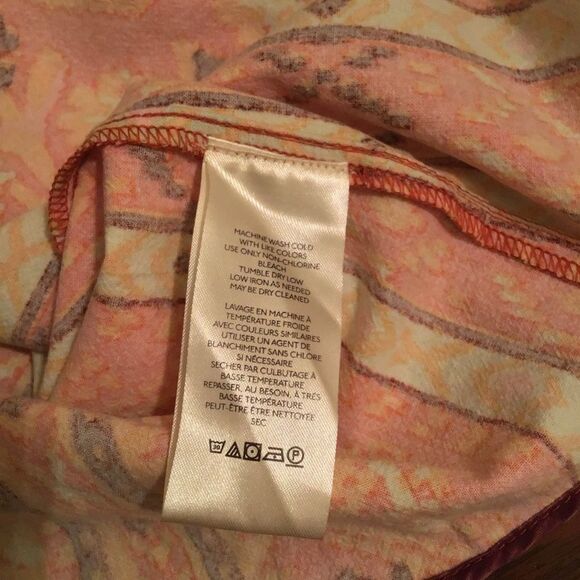 MACHINE WASH COLD
WITH LIKE COLORS
USE ONLY NON-CHLORINE
BLEACH
TUMBLE DRY LOW
LOW IRON AS NEEDED
MAY BE DRY CLEANED
LAVAGE EN MACHINE À
TEMPÉRATURE FROIDE
AVEC COULEURS SIMILAIRES
UTILISER UN AGENT DE
BLANCHIMENT SANS CHLORE
SI NÉCESSAIRE
SECHER PAR CULBUTAGE À
BASSE TEMPÉRATURE
REPASSER, AU BESOIN, À TRÈS
BASSE TEMPÉRATURE
PEUT-ÊTRE ÊTRE NETTOYÉE
SEC
30 P